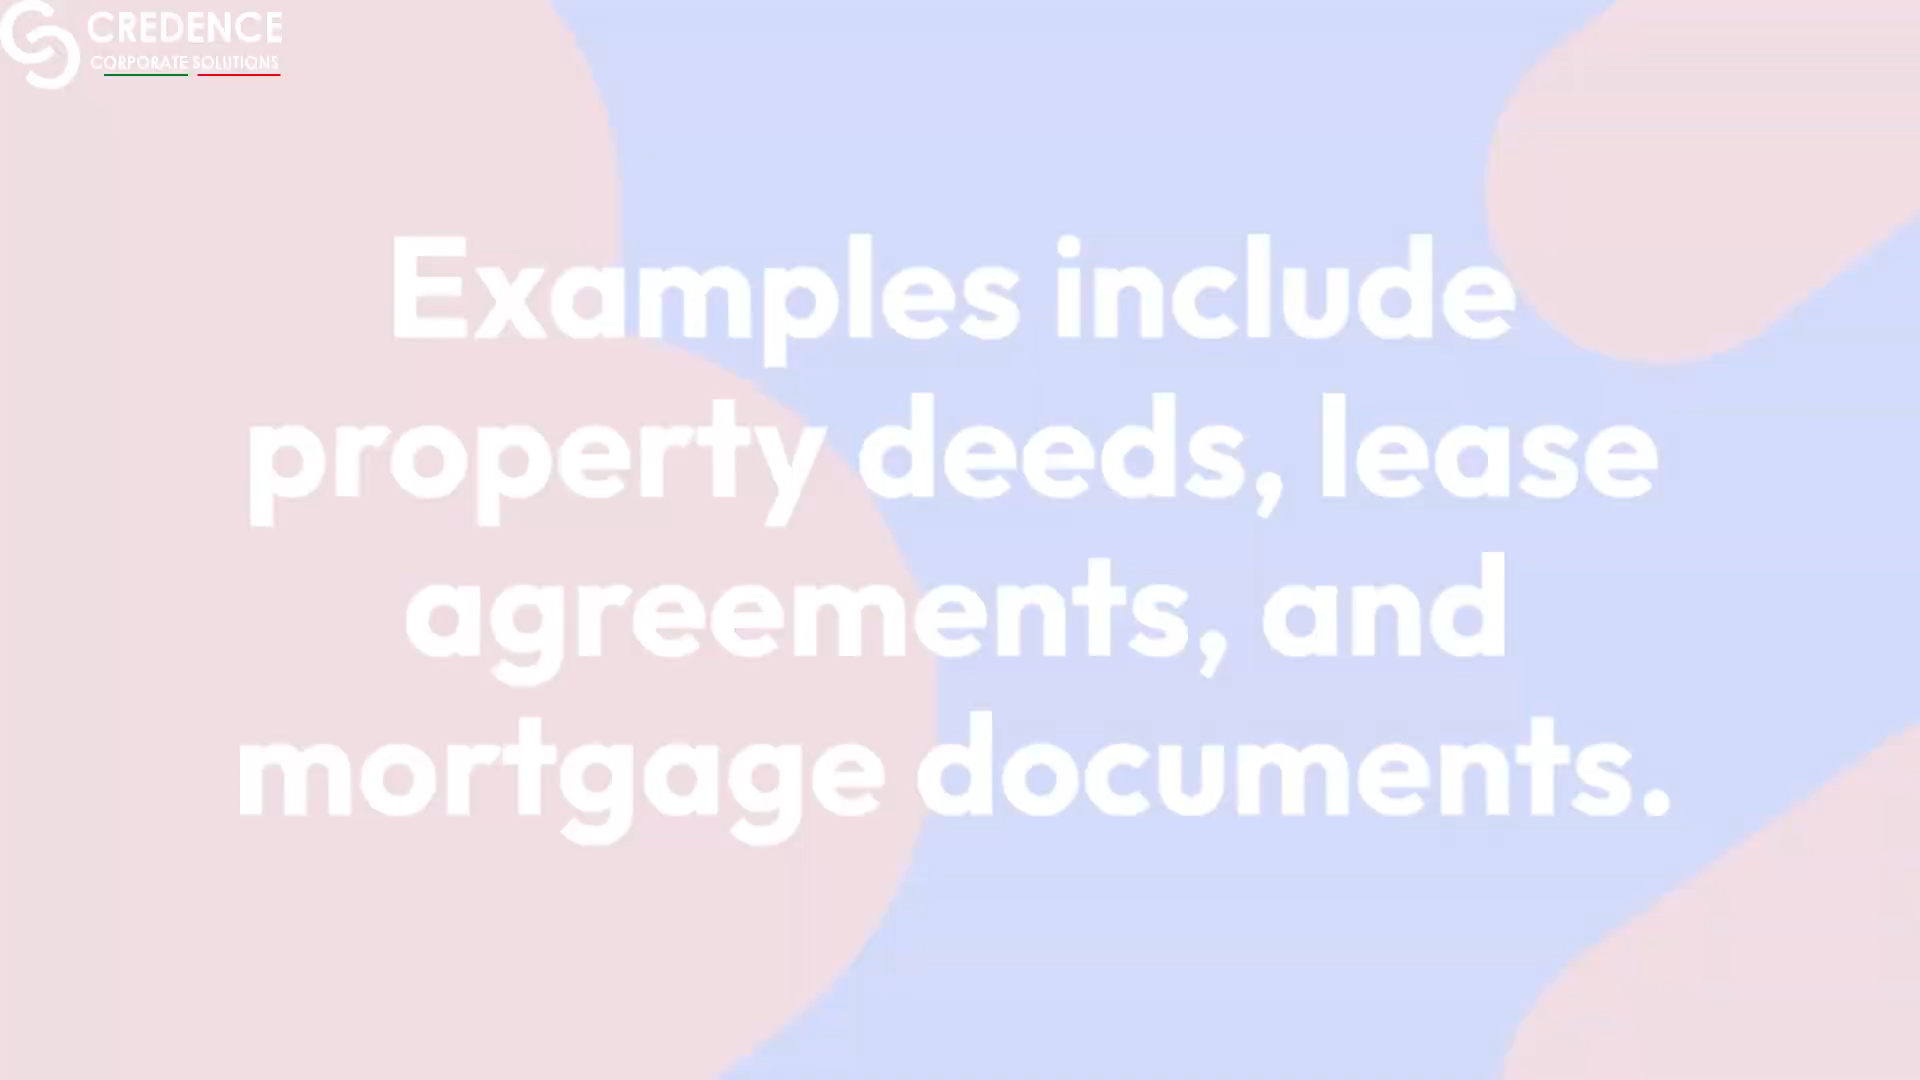 CREDENCE
CORPORATE SOLUTIONS
Examples include
property deeds, lease
agreements, and
mortgage documents.